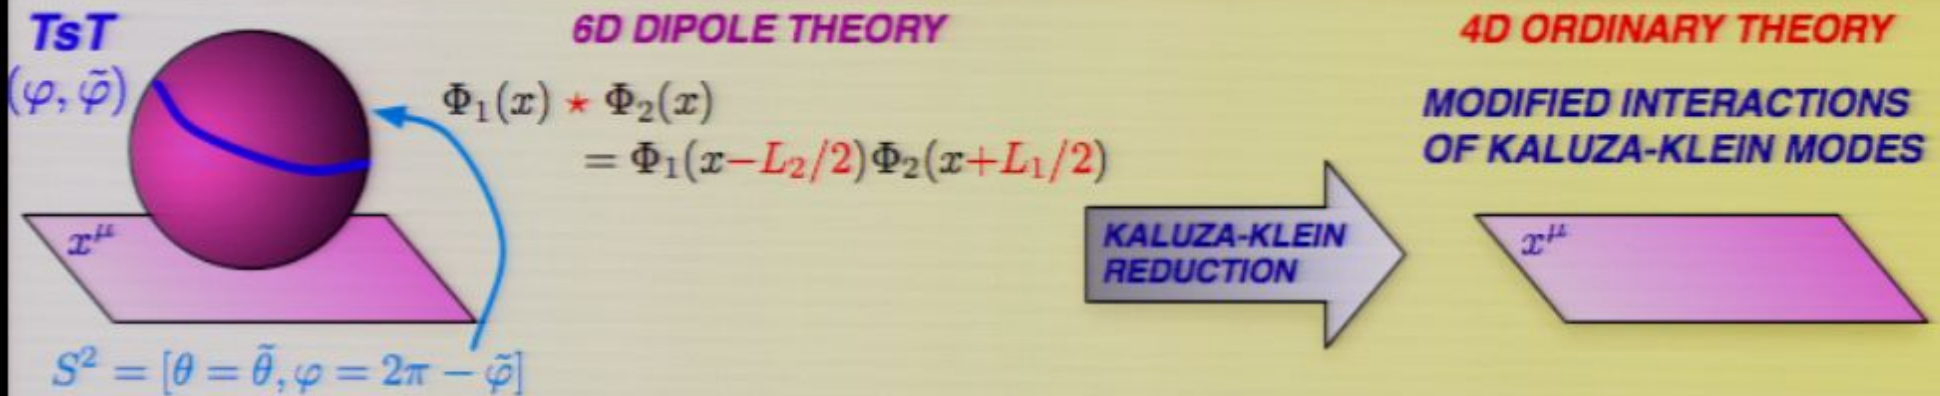 TsT
(φ, φ̃)
6D DIPOLE THEORY
Φ₁(x) ⋆ Φ₂(x)
= Φ₁(x−L₂/2)Φ₂(x+L₁/2)
x^μ
S² = [θ = θ̃, φ = 2π − φ̃]
KALUZA-KLEIN
REDUCTION
4D ORDINARY THEORY
MODIFIED INTERACTIONS
OF KALUZA-KLEIN MODES
x^μ